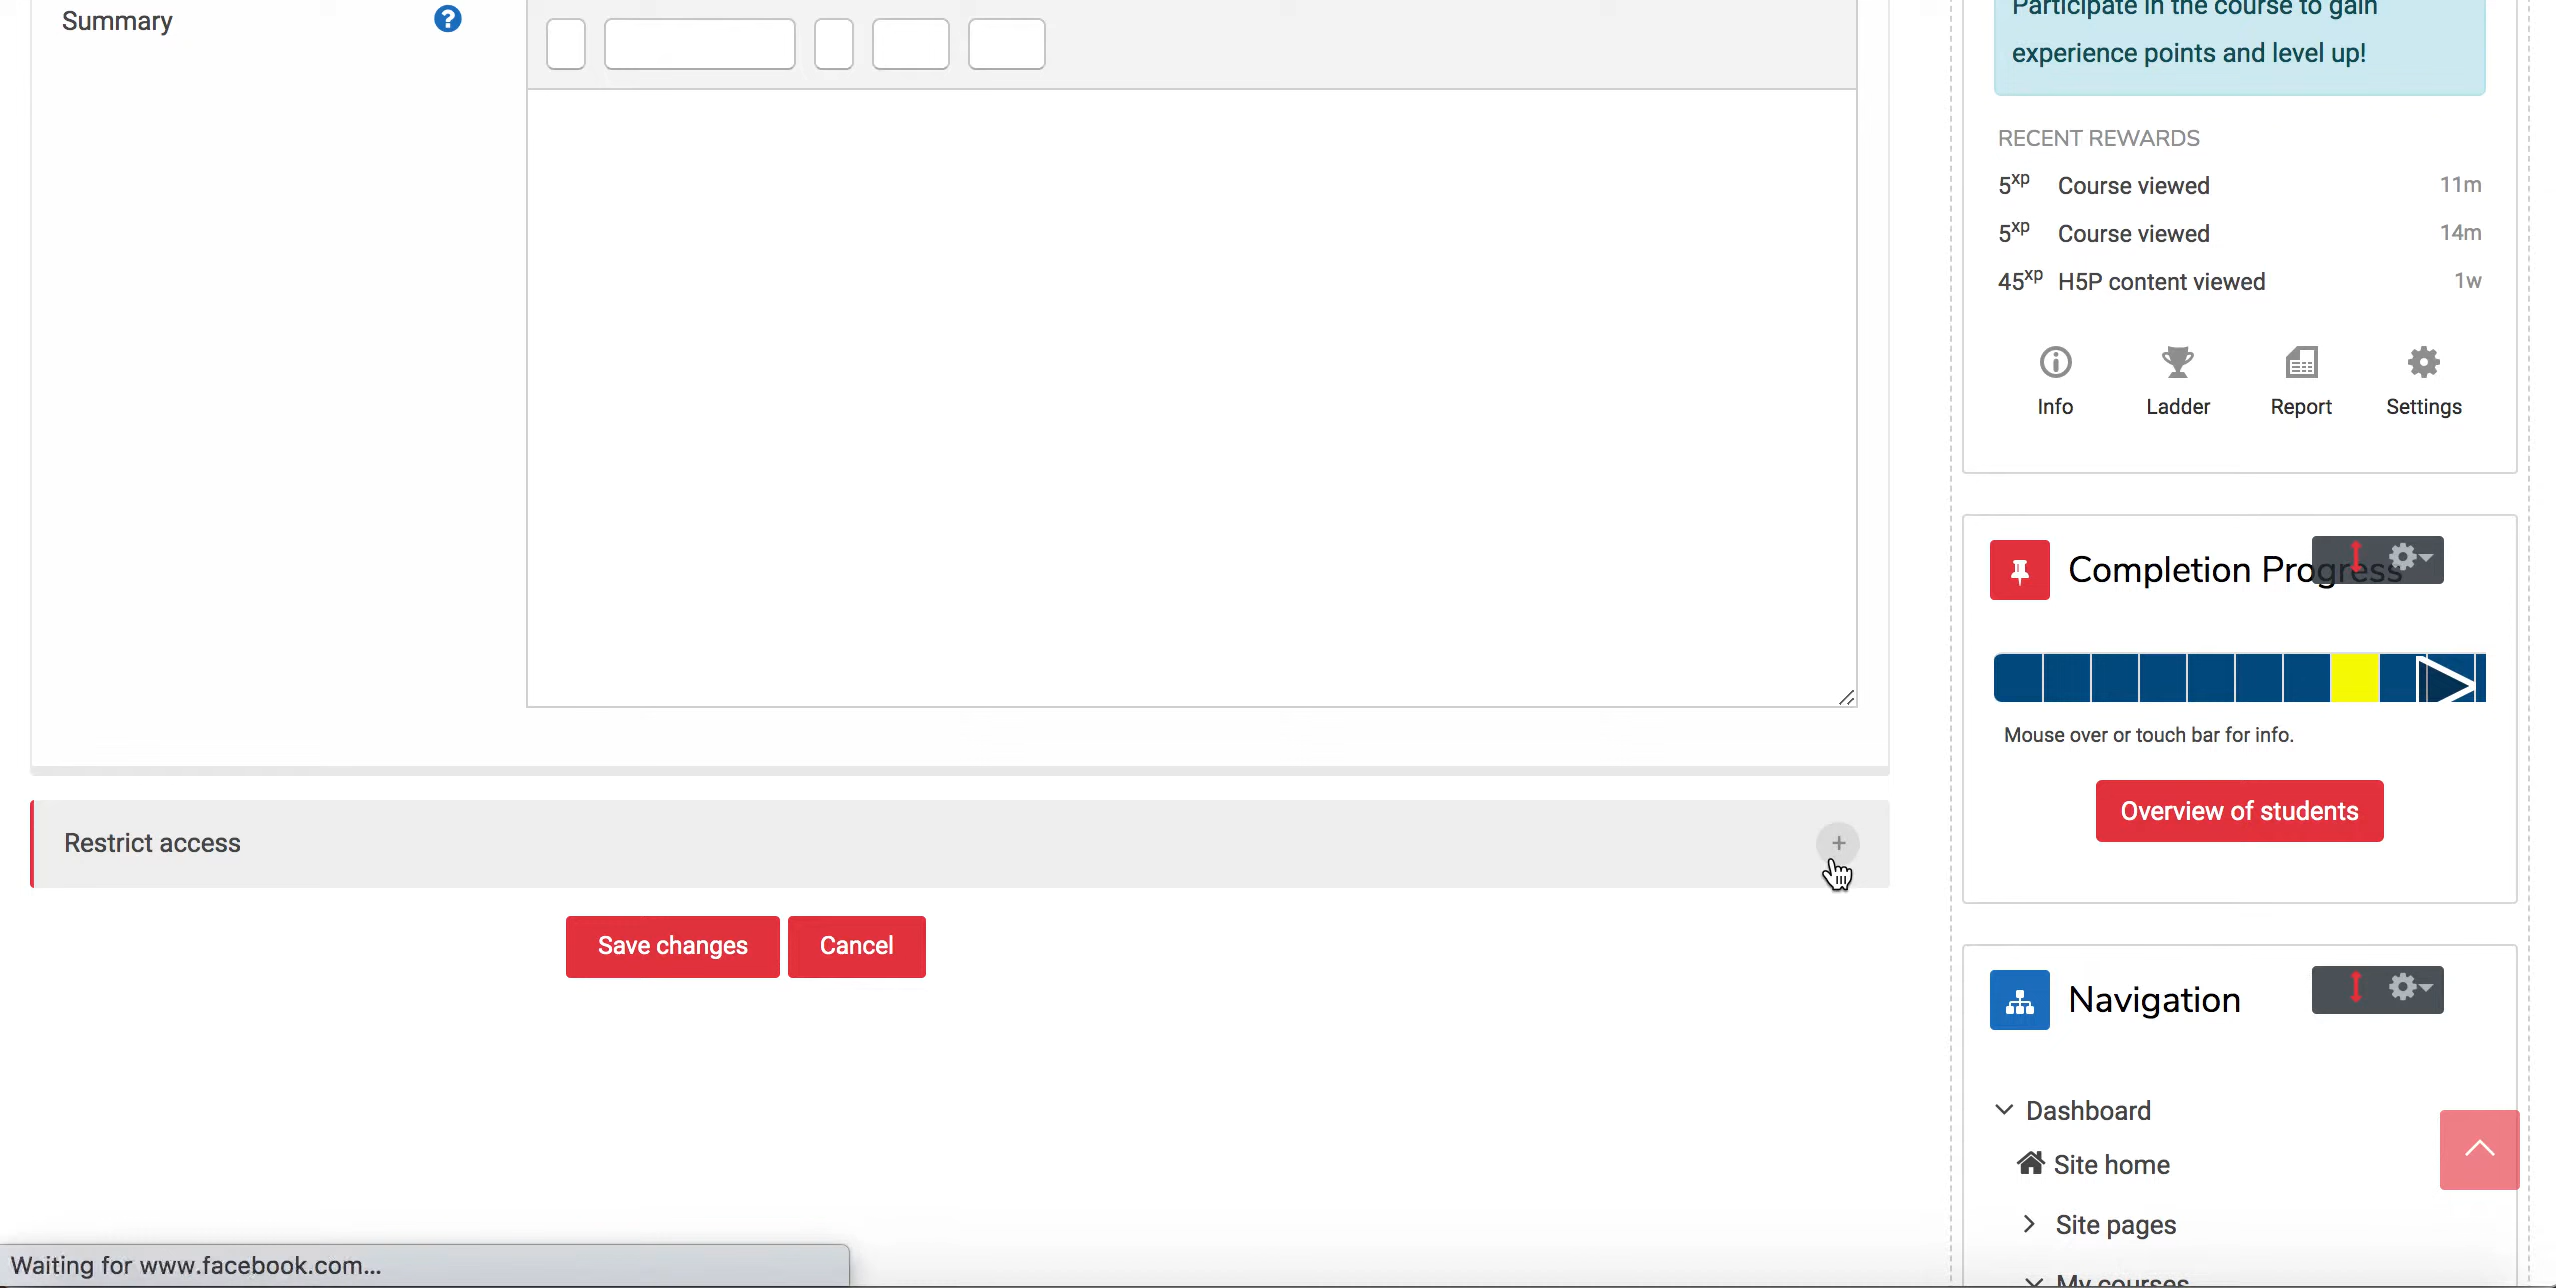 Summary
Restrict access
Save changes
Cancel
Waiting for www.facebook.com...
Participate in the course to gain
experience points and level up!
RECENT REWARDS
5xp Course viewed 11m
5xp Course viewed 14m
45xp H5P content viewed 1w
Info Ladder Report Settings
Completion Progress
Mouse over or touch bar for info.
Overview of students
Navigation
Dashboard
Site home
Site pages
My courses